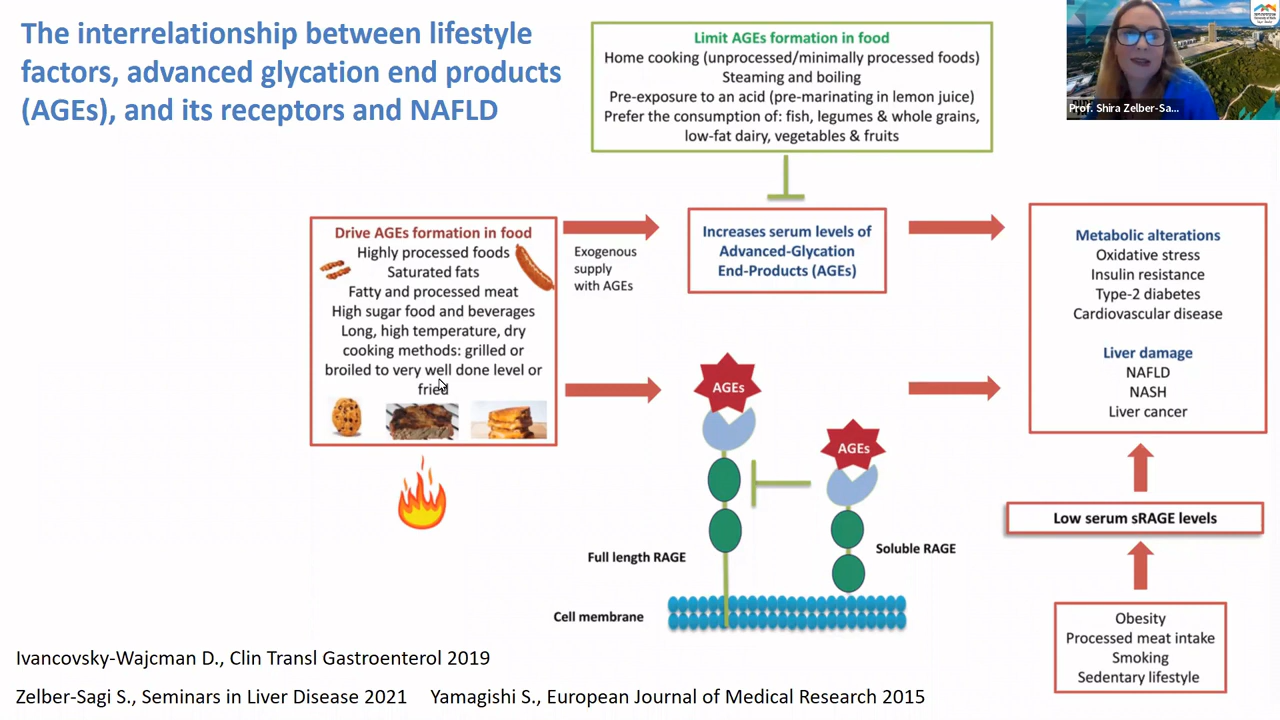 The interrelationship between lifestyle
factors, advanced glycation end products
(AGEs), and its receptors and NAFLD
Limit AGEs formation in food
Home cooking (unprocessed/minimally processed foods)
Steaming and boiling
Pre-exposure to an acid (pre-marinating in lemon juice)
Prefer the consumption of: fish, legumes & whole grains,
low-fat dairy, vegetables & fruits
Prof. Shira Zelber-Sa...
Drive AGEs formation in food
Highly processed foods
Saturated fats
Fatty and processed meat
High sugar food and beverages
Long, high temperature, dry
cooking methods: grilled or
broiled to very well done level or
fried
Exogenous
supply
with AGEs
Increases serum levels of
Advanced-Glycation
End-Products (AGEs)
Metabolic alterations
Oxidative stress
Insulin resistance
Type-2 diabetes
Cardiovascular disease
Liver damage
NAFLD
NASH
Liver cancer
AGEs
AGEs
Full length RAGE
Soluble RAGE
Cell membrane
Low serum sRAGE levels
Obesity
Processed meat intake
Smoking
Sedentary lifestyle
Ivancovsky-Wajcman D., Clin Transl Gastroenterol 2019
Zelber-Sagi S., Seminars in Liver Disease 2021 Yamagishi S., European Journal of Medical Research 2015